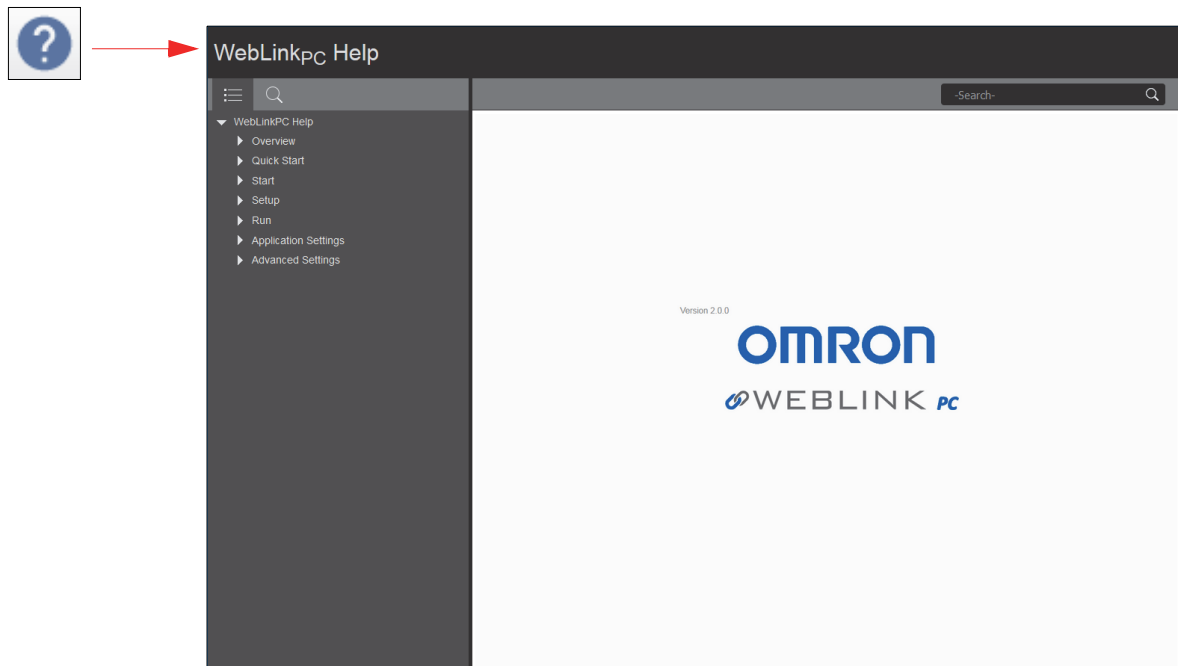 ?
WebLinkPC Help
-Search-
WebLinkPC Help
Overview
Quick Start
Start
Setup
Run
Application Settings
Advanced Settings
Version 2.0.0
OMRON
WEBLINK PC